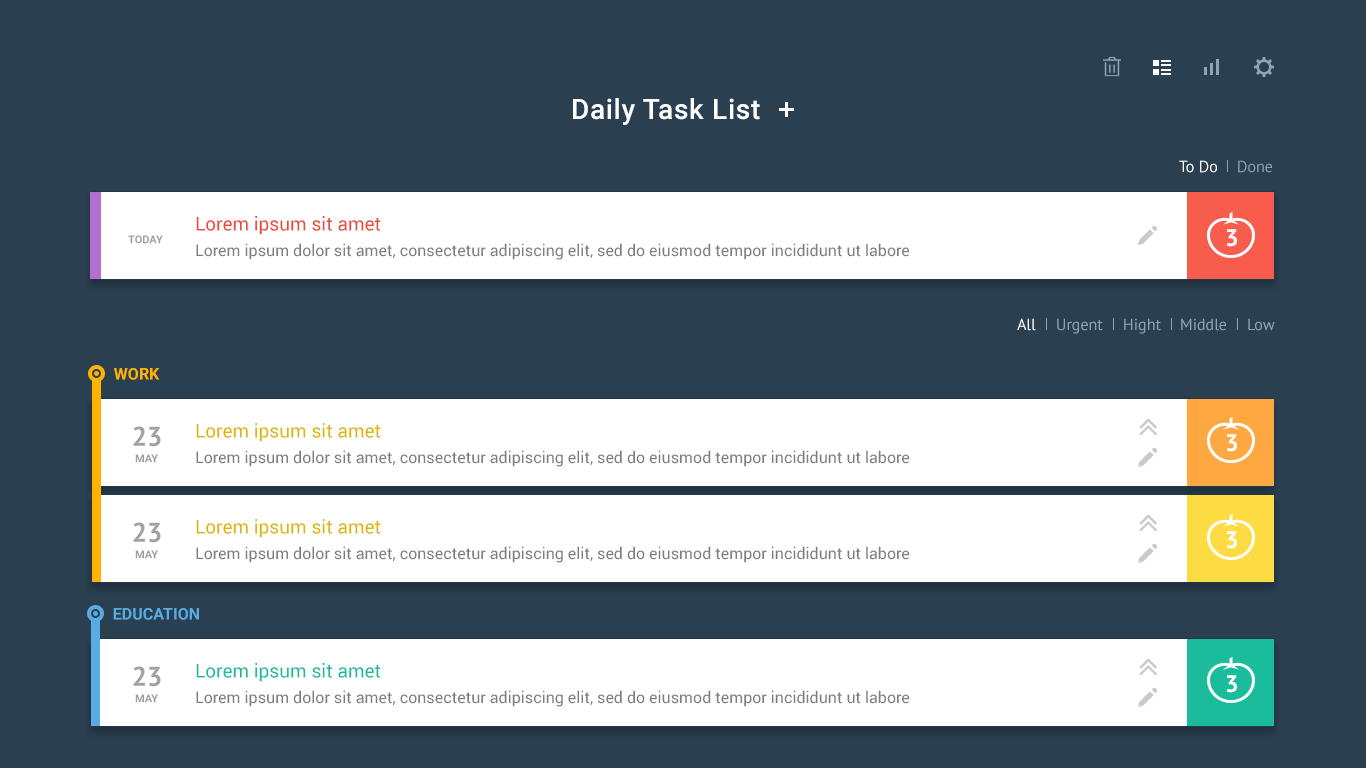 Daily Task List +
To Do | Done
TODAY
Lorem ipsum sit amet
Lorem ipsum dolor sit amet, consectetur adipiscing elit, sed do eiusmod tempor incididunt ut labore
3
All | Urgent | Hight | Middle | Low
WORK
23
MAY
Lorem ipsum sit amet
Lorem ipsum dolor sit amet, consectetur adipiscing elit, sed do eiusmod tempor incididunt ut labore
3
23
MAY
Lorem ipsum sit amet
Lorem ipsum dolor sit amet, consectetur adipiscing elit, sed do eiusmod tempor incididunt ut labore
3
EDUCATION
23
MAY
Lorem ipsum sit amet
Lorem ipsum dolor sit amet, consectetur adipiscing elit, sed do eiusmod tempor incididunt ut labore
3